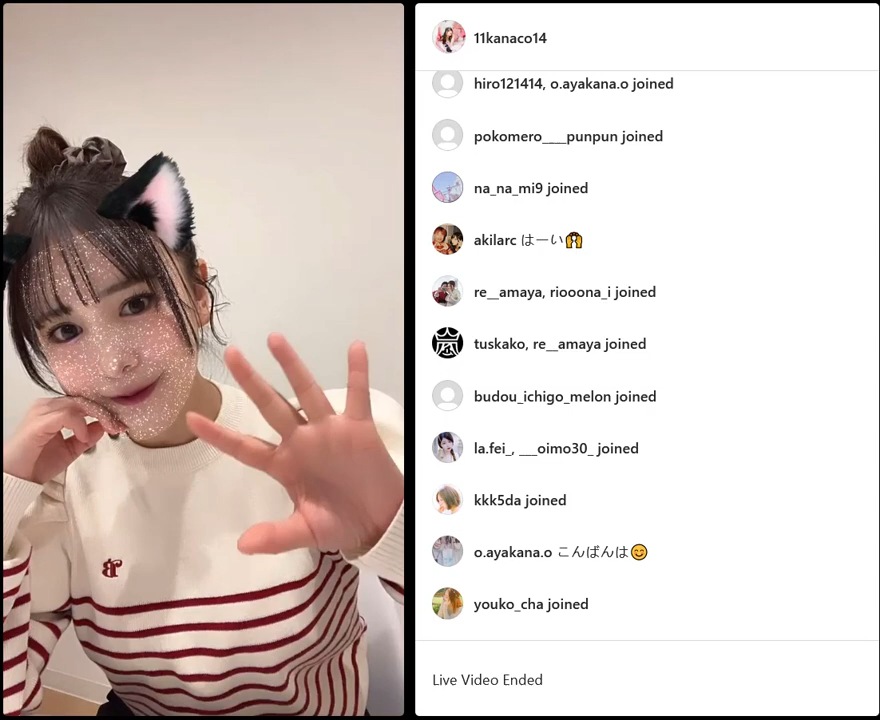 11kanaco14
hiro121414, o.ayakana.o joined
pokomero___punpun joined
na_na_mi9 joined
akilarc はーい🙌
re__amaya, riooona_i joined
tuskako, re__amaya joined
budou_ichigo_melon joined
la.fei_, ___oimo30_ joined
kkk5da joined
o.ayakana.o こんばんは😊
youko_cha joined
Live Video Ended